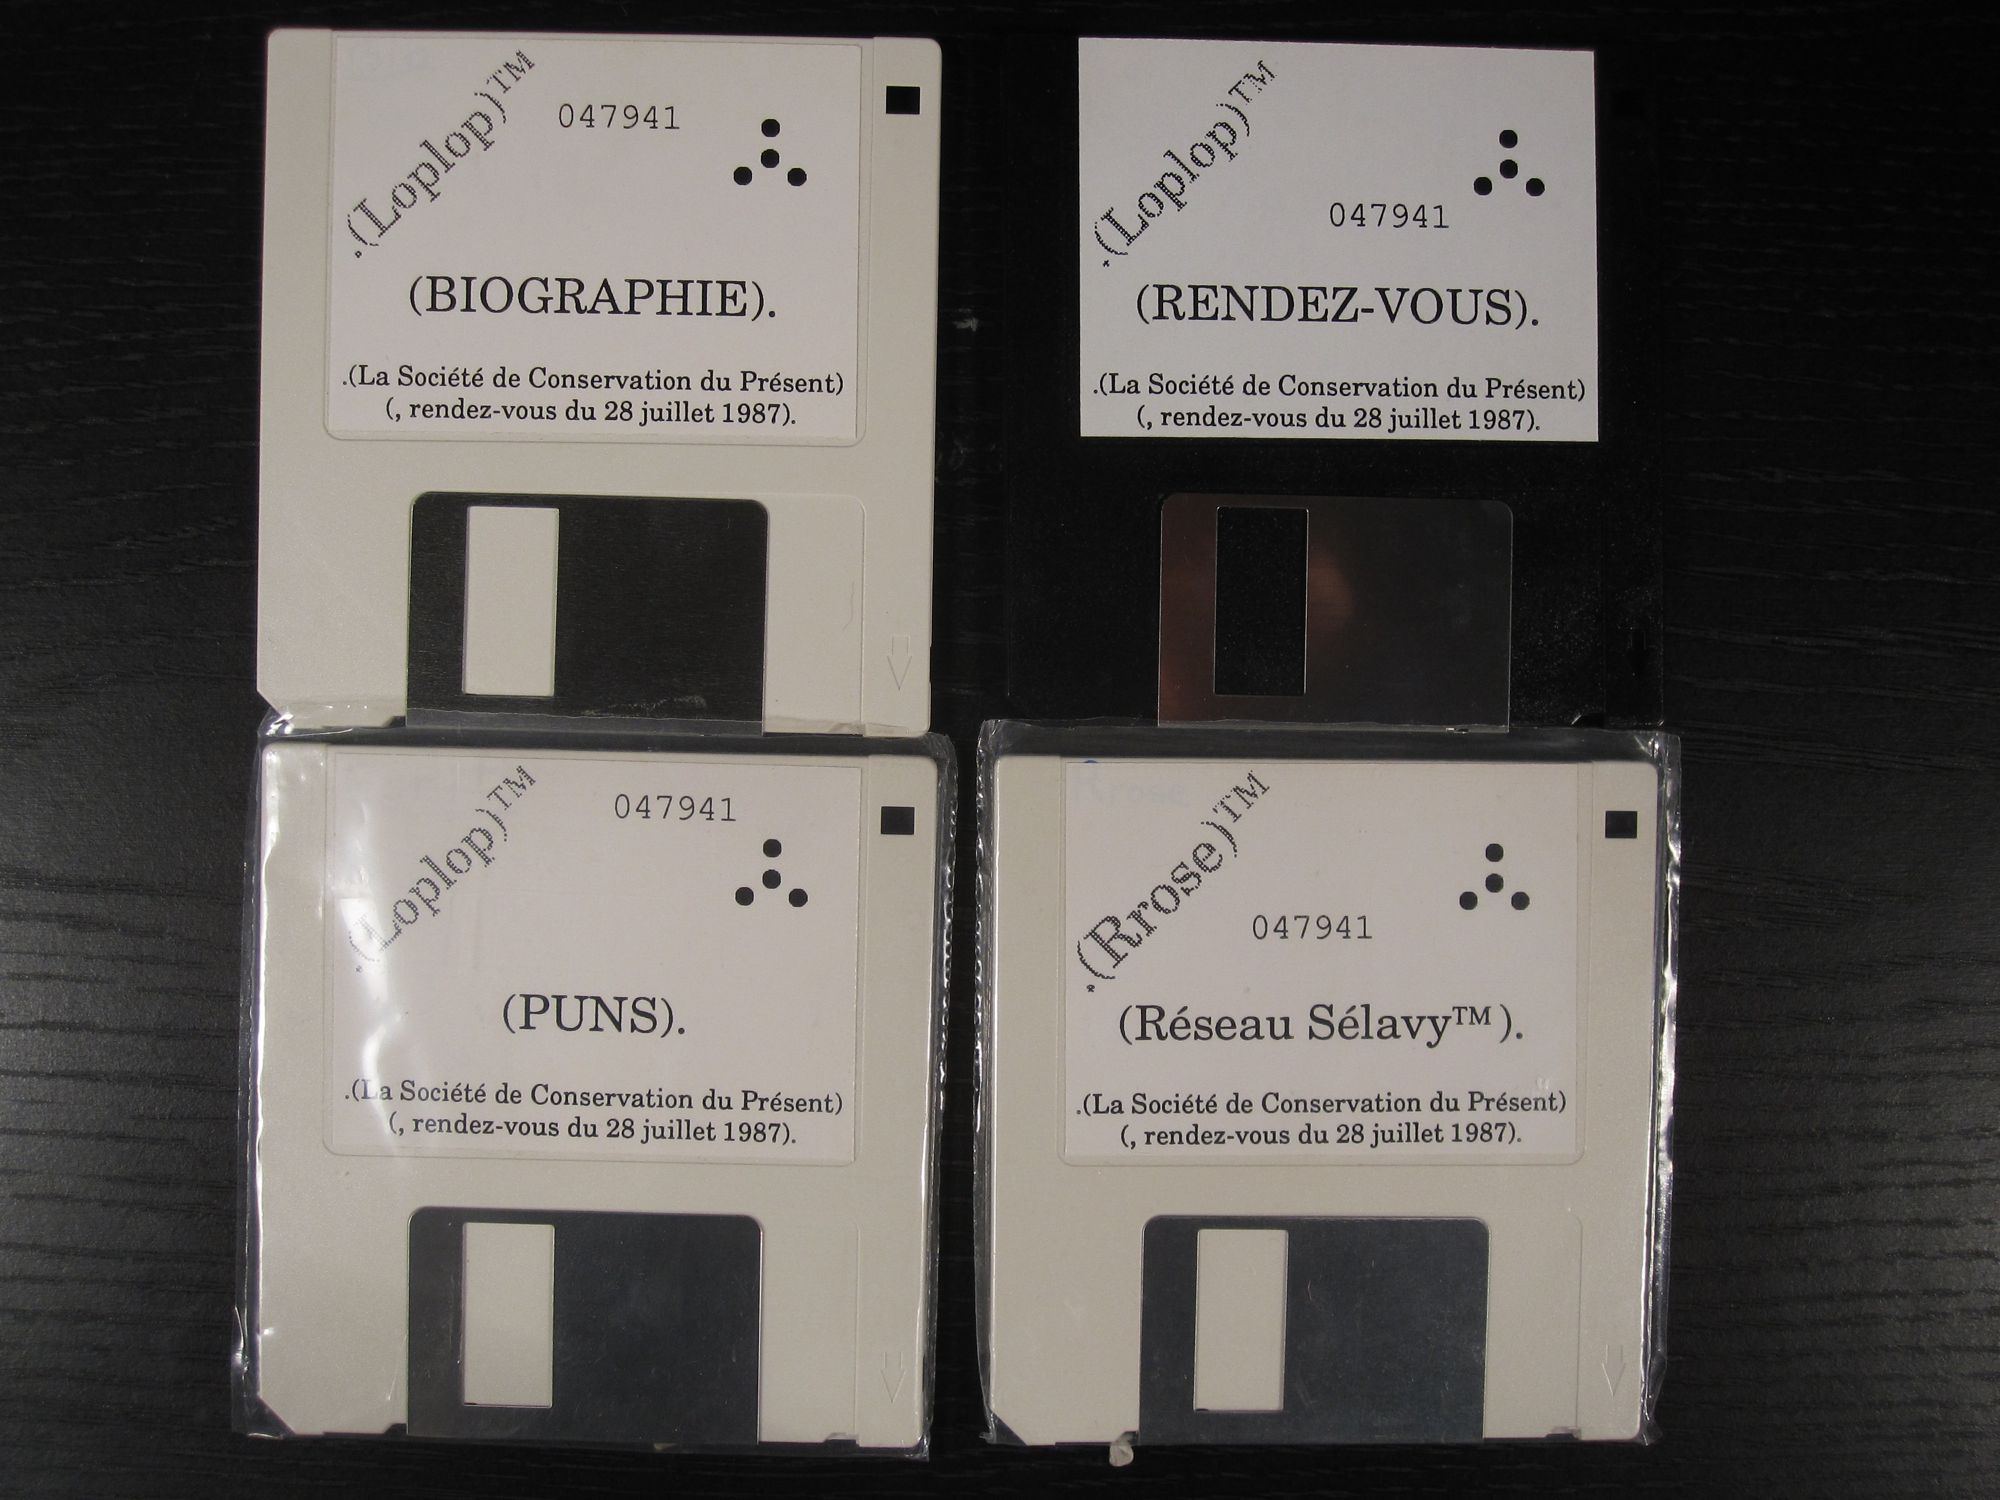 .(Loplop)™
047941
(BIOGRAPHIE).
.(La Société de Conservation du Présent)
(, rendez-vous du 28 juillet 1987).
.(Loplop)™
047941
(RENDEZ-VOUS).
.(La Société de Conservation du Présent)
(, rendez-vous du 28 juillet 1987).
.(Loplop)™
047941
(PUNS).
.(La Société de Conservation du Présent)
(, rendez-vous du 28 juillet 1987).
.(Rrose)™
047941
(Réseau Sélavy™).
.(La Société de Conservation du Présent)
(, rendez-vous du 28 juillet 1987).